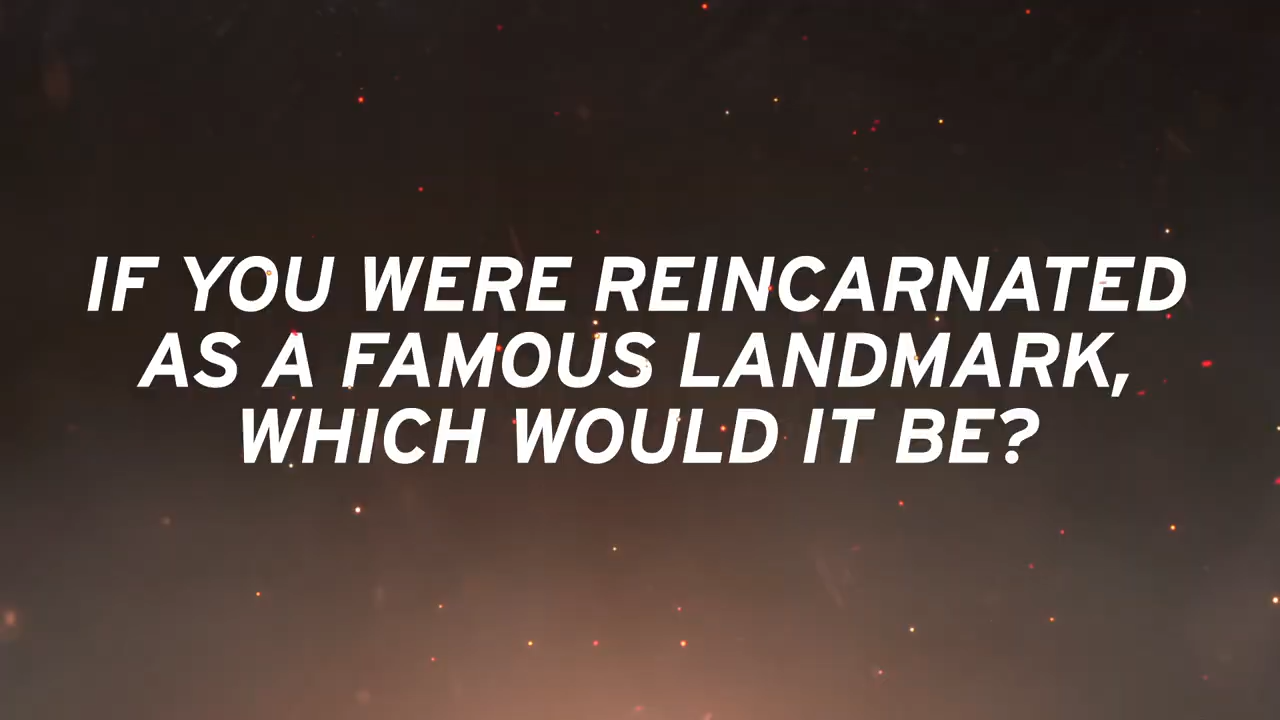 IF YOU WERE REINCARNATED
AS A FAMOUS LANDMARK,
WHICH WOULD IT BE?